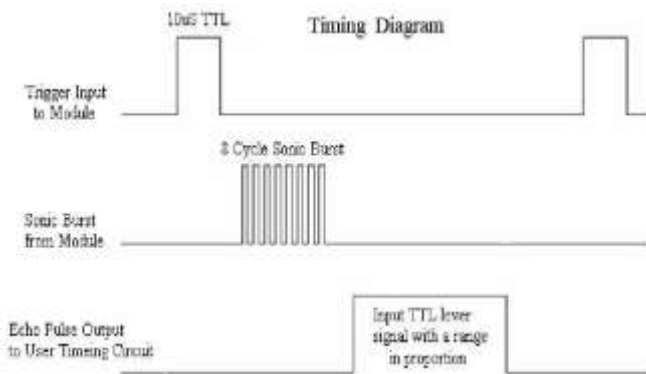 10uS TTL
Timing Diagram
Trigger Input
to Module
8 Cycle Sonic Burst
Sonic Burst
from Module
Echo Pulse Output
to User Timeing Circuit
Input TTL lever
signal with a range
in proportion